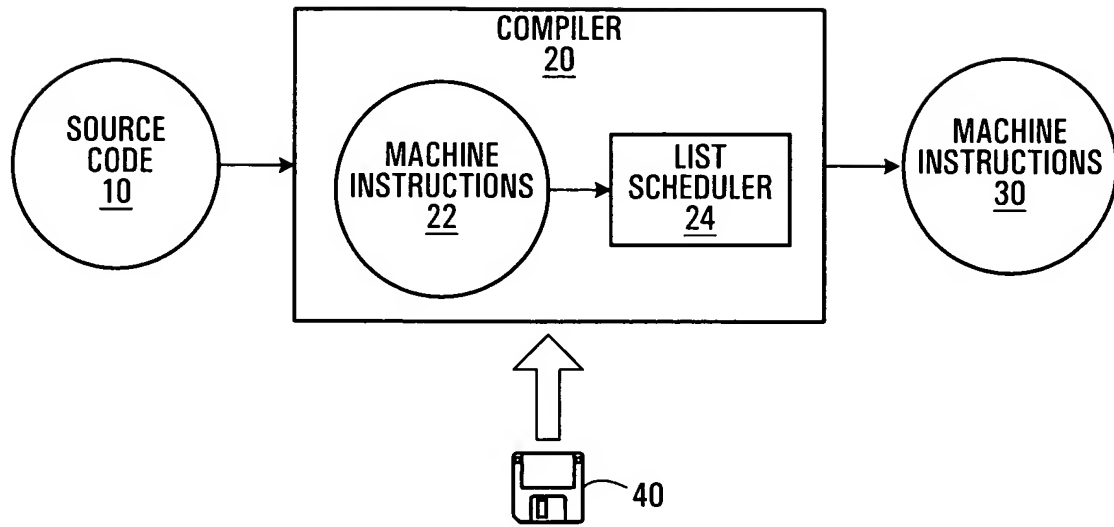 COMPILER
20
SOURCE
CODE
10
MACHINE
INSTRUCTIONS
22
LIST
SCHEDULER
24
MACHINE
INSTRUCTIONS
30
40